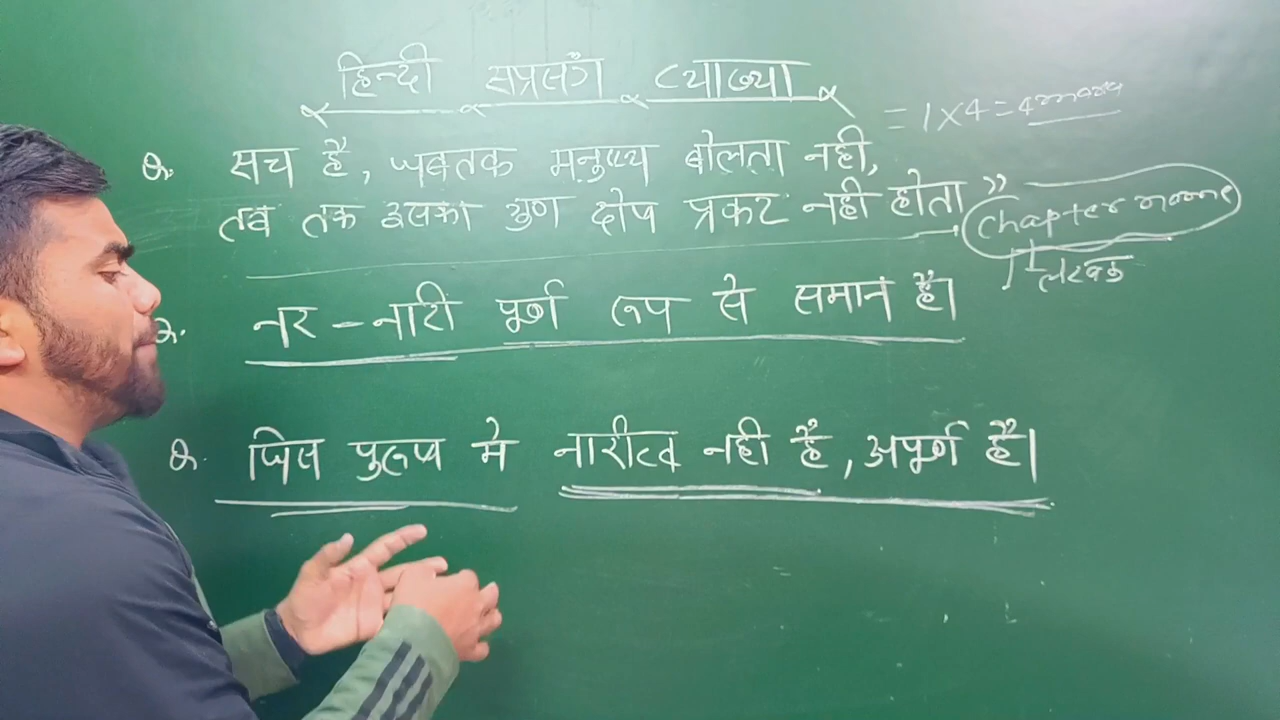 हिन्दी सप्रसंग व्याख्या
= 1×4=4 marks
Q. सच है, जबतक मनुष्य बोलता नही,
तब तक उसका गुण दोष प्रकट नही होता”
Chapter name
लेखक
Q. नर-नारी पूर्ण रूप से समान है।
Q. जिस पुरुष मे नारीत्व नही है, अपूर्ण है।